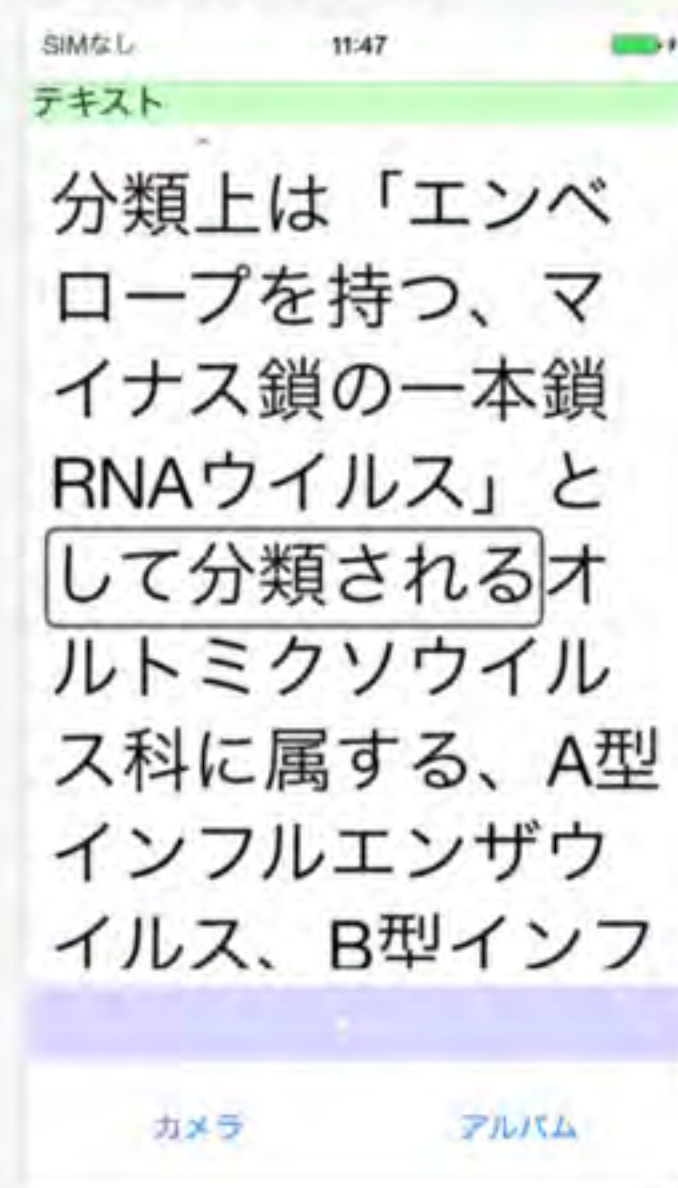 SIMなし 11:47
テキスト
分類上は「エンベ
ロープを持つ、マ
イナス鎖の一本鎖
RNAウイルス」と
して分類されるオ
ルトミクソウイル
ス科に属する、A型
インフルエンザウ
イルス、B型インフ
カメラ アルバム